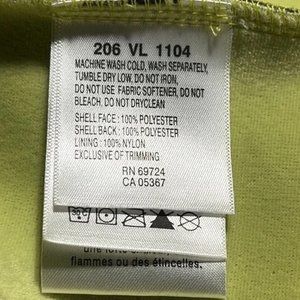 206 VL 1104
MACHINE WASH COLD, WASH SEPARATELY,
TUMBLE DRY LOW, DO NOT IRON,
DO NOT USE FABRIC SOFTENER, DO NOT
BLEACH, DO NOT DRYCLEAN
SHELL FACE : 100% POLYESTER
SHELL BACK : 100% POLYESTER
LINING : 100% NYLON
EXCLUSIVE OF TRIMMING
RN 69724
CA 05367
flammes ou des étincelles.